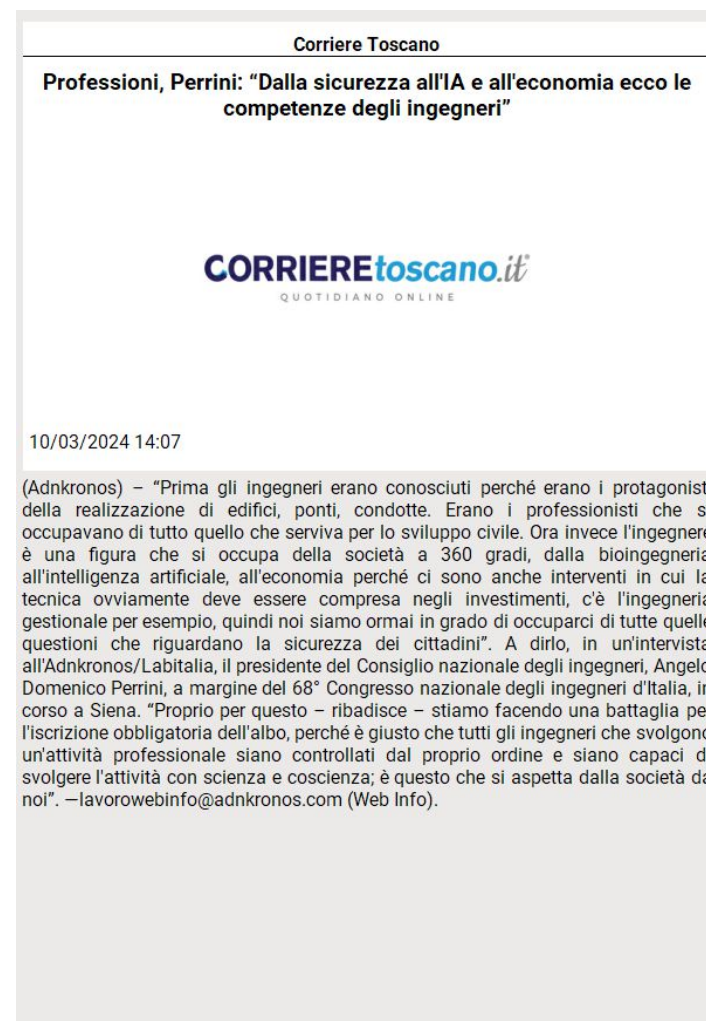 Corriere Toscano
Professioni, Perrini: “Dalla sicurezza all'IA e all'economia ecco le
competenze degli ingegneri”
CORRIEREtoscano.it
QUOTIDIANO ONLINE
10/03/2024 14:07
(Adnkronos) – “Prima gli ingegneri erano conosciuti perché erano i protagonist
della realizzazione di edifici, ponti, condotte. Erano i professionisti che s
occupavano di tutto quello che serviva per lo sviluppo civile. Ora invece l'ingegnere
è una figura che si occupa della società a 360 gradi, dalla bioingegneria
all'intelligenza artificiale, all'economia perché ci sono anche interventi in cui la
tecnica ovviamente deve essere compresa negli investimenti, c'è l'ingegneria
gestionale per esempio, quindi noi siamo ormai in grado di occuparci di tutte quelle
questioni che riguardano la sicurezza dei cittadini”. A dirlo, in un'intervista
all'Adnkronos/Labitalia, il presidente del Consiglio nazionale degli ingegneri, Angelo
Domenico Perrini, a margine del 68° Congresso nazionale degli ingegneri d'Italia, in
corso a Siena. “Proprio per questo – ribadisce – stiamo facendo una battaglia pe
l'iscrizione obbligatoria dell'albo, perché è giusto che tutti gli ingegneri che svolgono
un'attività professionale siano controllati dal proprio ordine e siano capaci d
svolgere l'attività con scienza e coscienza; è questo che si aspetta dalla società da
noi”. —lavorowebinfo@adnkronos.com (Web Info).